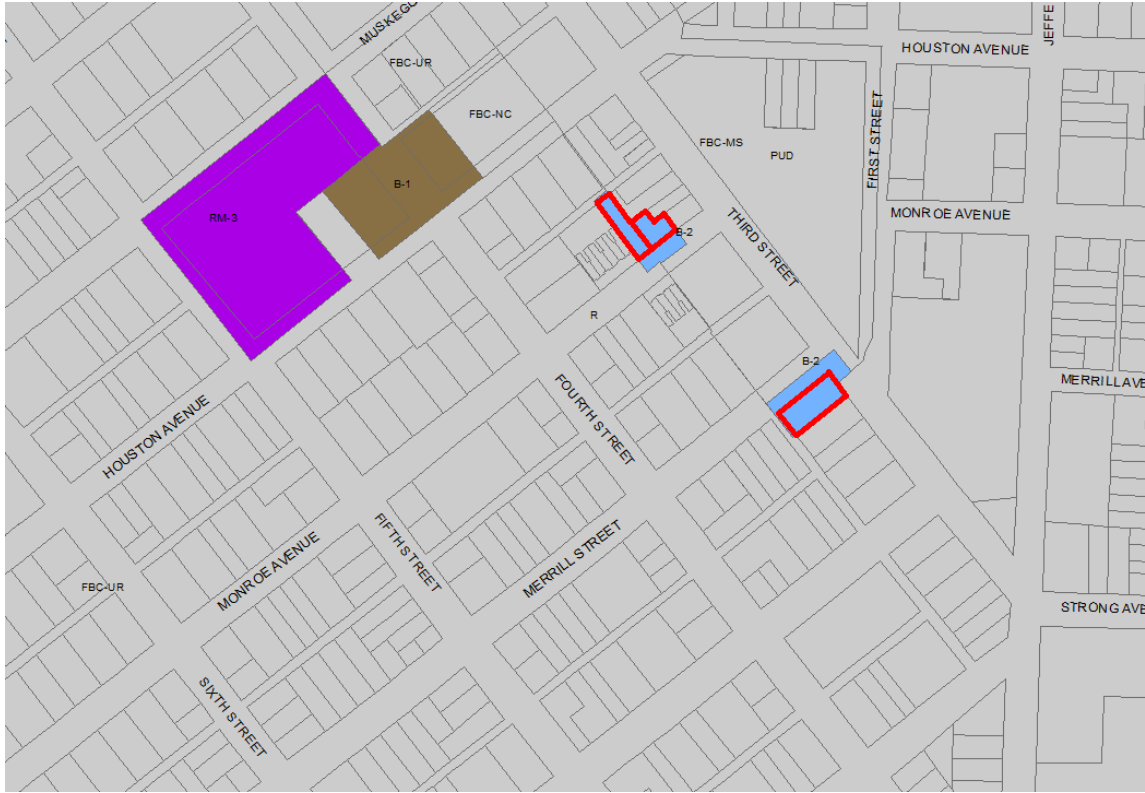 MUSKEGO
JEFFE
HOUSTON AVENUE
FBC-UR
FBC-NC
FIRST STREET
FBC-MS
PUD
B-1
RM-3
MONROE AVENUE
THIRD STREET
B-2
R
B-2
MERRILL AVE
FOURTH STREET
HOUSTON AVENUE
FIFTH STREET
MERRILL STREET
MONROE AVENUE
FBC-UR
STRONG AVE
SIXTH STREET